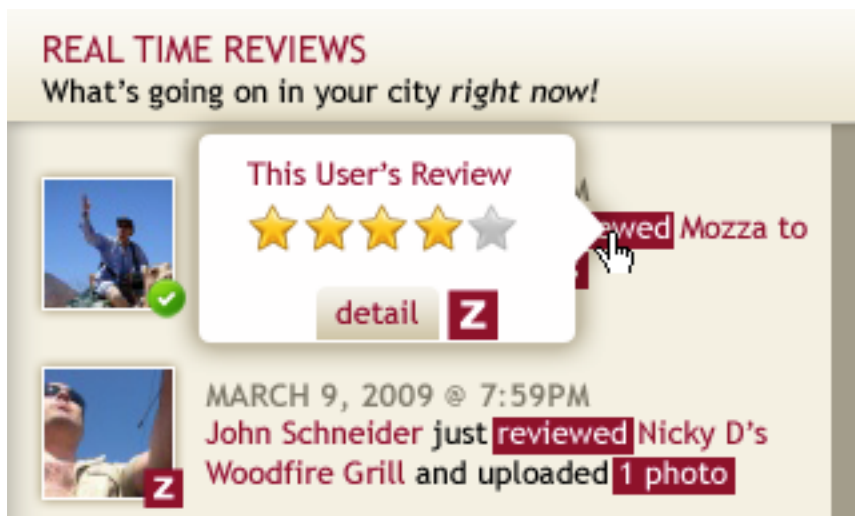 REAL TIME REVIEWS
What's going on in your city right now!
This User's Review
Mozza to
detail Z
MARCH 9, 2009 @ 7:59PM
John Schneider just reviewed Nicky D's
Z Woodfire Grill and uploaded 1 photo